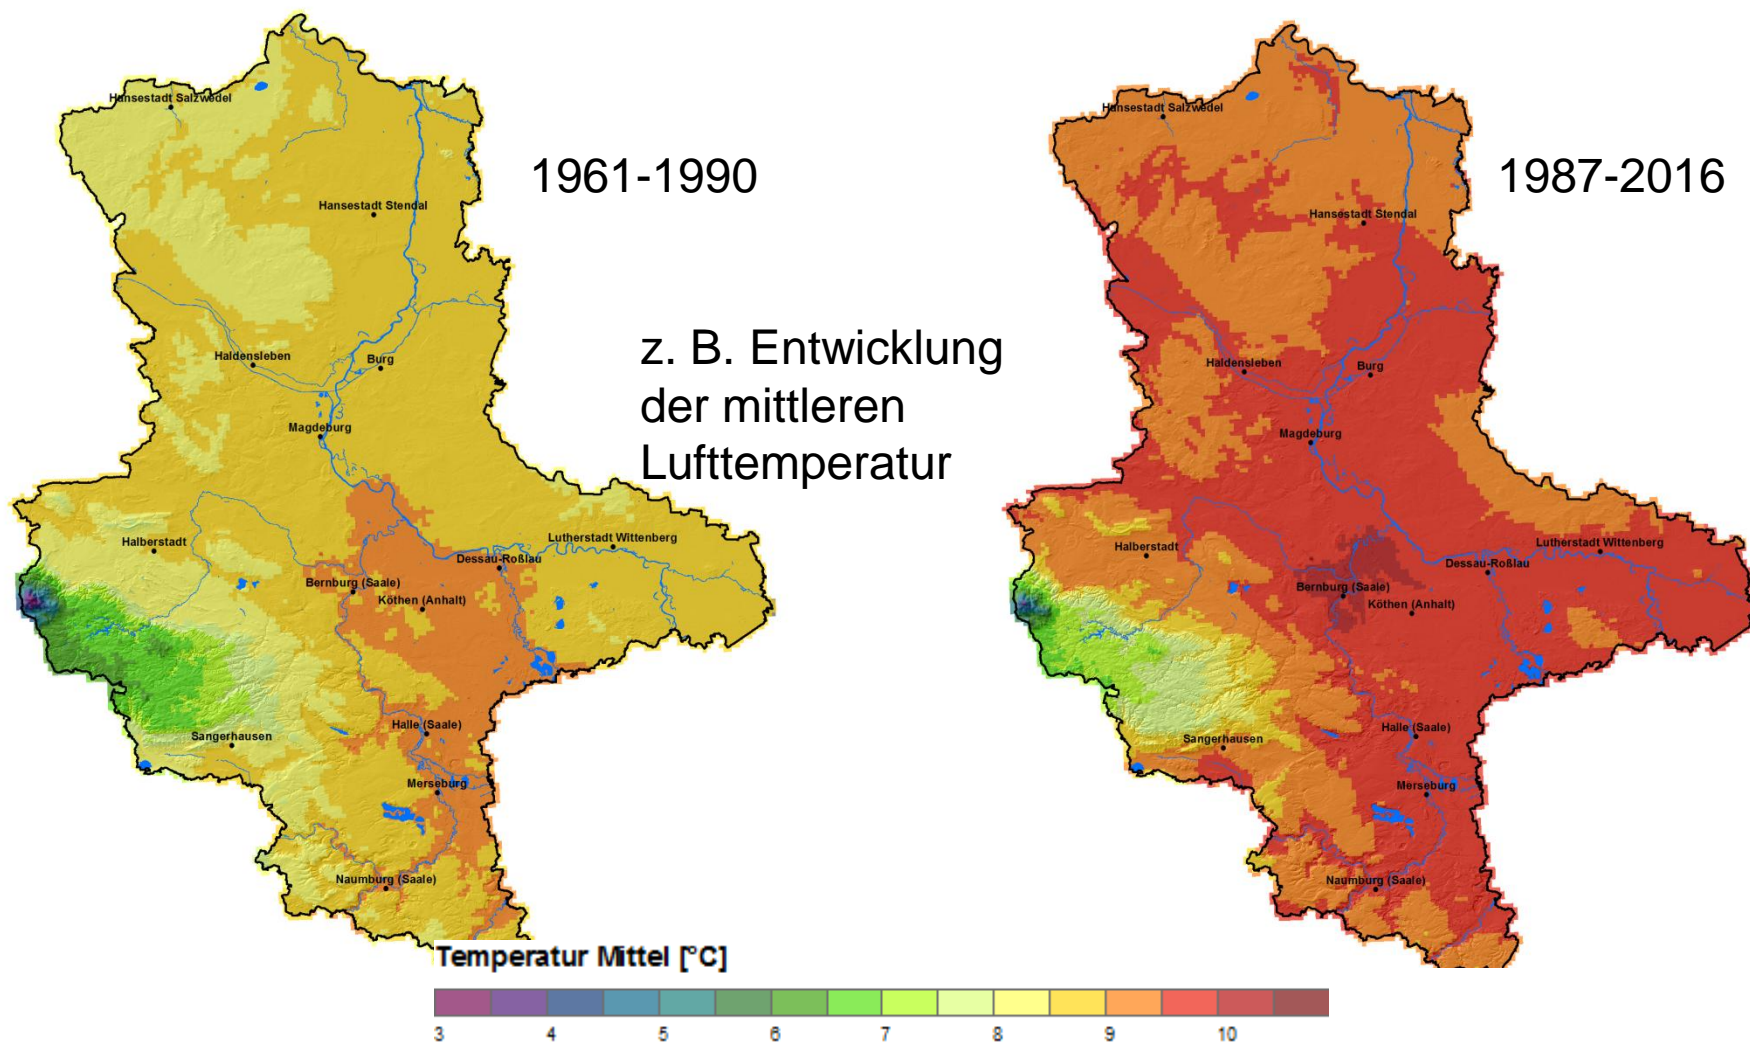 1961-1990
Hansestadt Salzwedel
Hansestadt Stendal
Haldensleben
Burg
Magdeburg
Halberstadt
Lutherstadt Wittenberg
Dessau-Roßlau
Bernburg (Saale)
Köthen (Anhalt)
Halle (Saale)
Sangerhausen
Merseburg
Naumburg (Saale)
z. B. Entwicklung
der mittleren
Lufttemperatur
1987-2016
Hansestadt Salzwedel
Hansestadt Stendal
Haldensleben
Burg
Magdeburg
Halberstadt
Lutherstadt Wittenberg
Dessau-Roßlau
Bernburg (Saale)
Köthen (Anhalt)
Halle (Saale)
Sangerhausen
Merseburg
Naumburg (Saale)
Temperatur Mittel [°C]
3 4 5 6 7 8 9 10